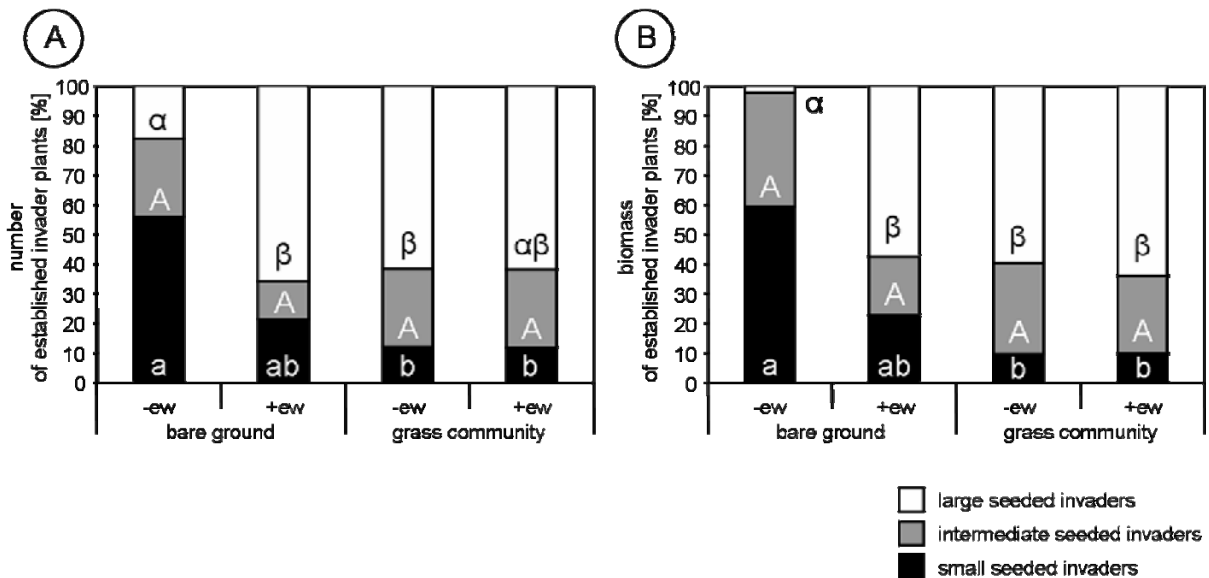 A
number
of established invader plants [%]
100
90
80
70
60
50
40
30
20
10
0
α
A
a
β
A
ab
β
A
b
αβ
A
b
-ew
+ew
-ew
+ew
bare ground
grass community
B
biomass
of established invader plants [%]
100
90
80
70
60
50
40
30
20
10
0
α
A
a
β
A
ab
β
A
b
β
A
b
-ew
+ew
-ew
+ew
bare ground
grass community
large seeded invaders
intermediate seeded invaders
small seeded invaders